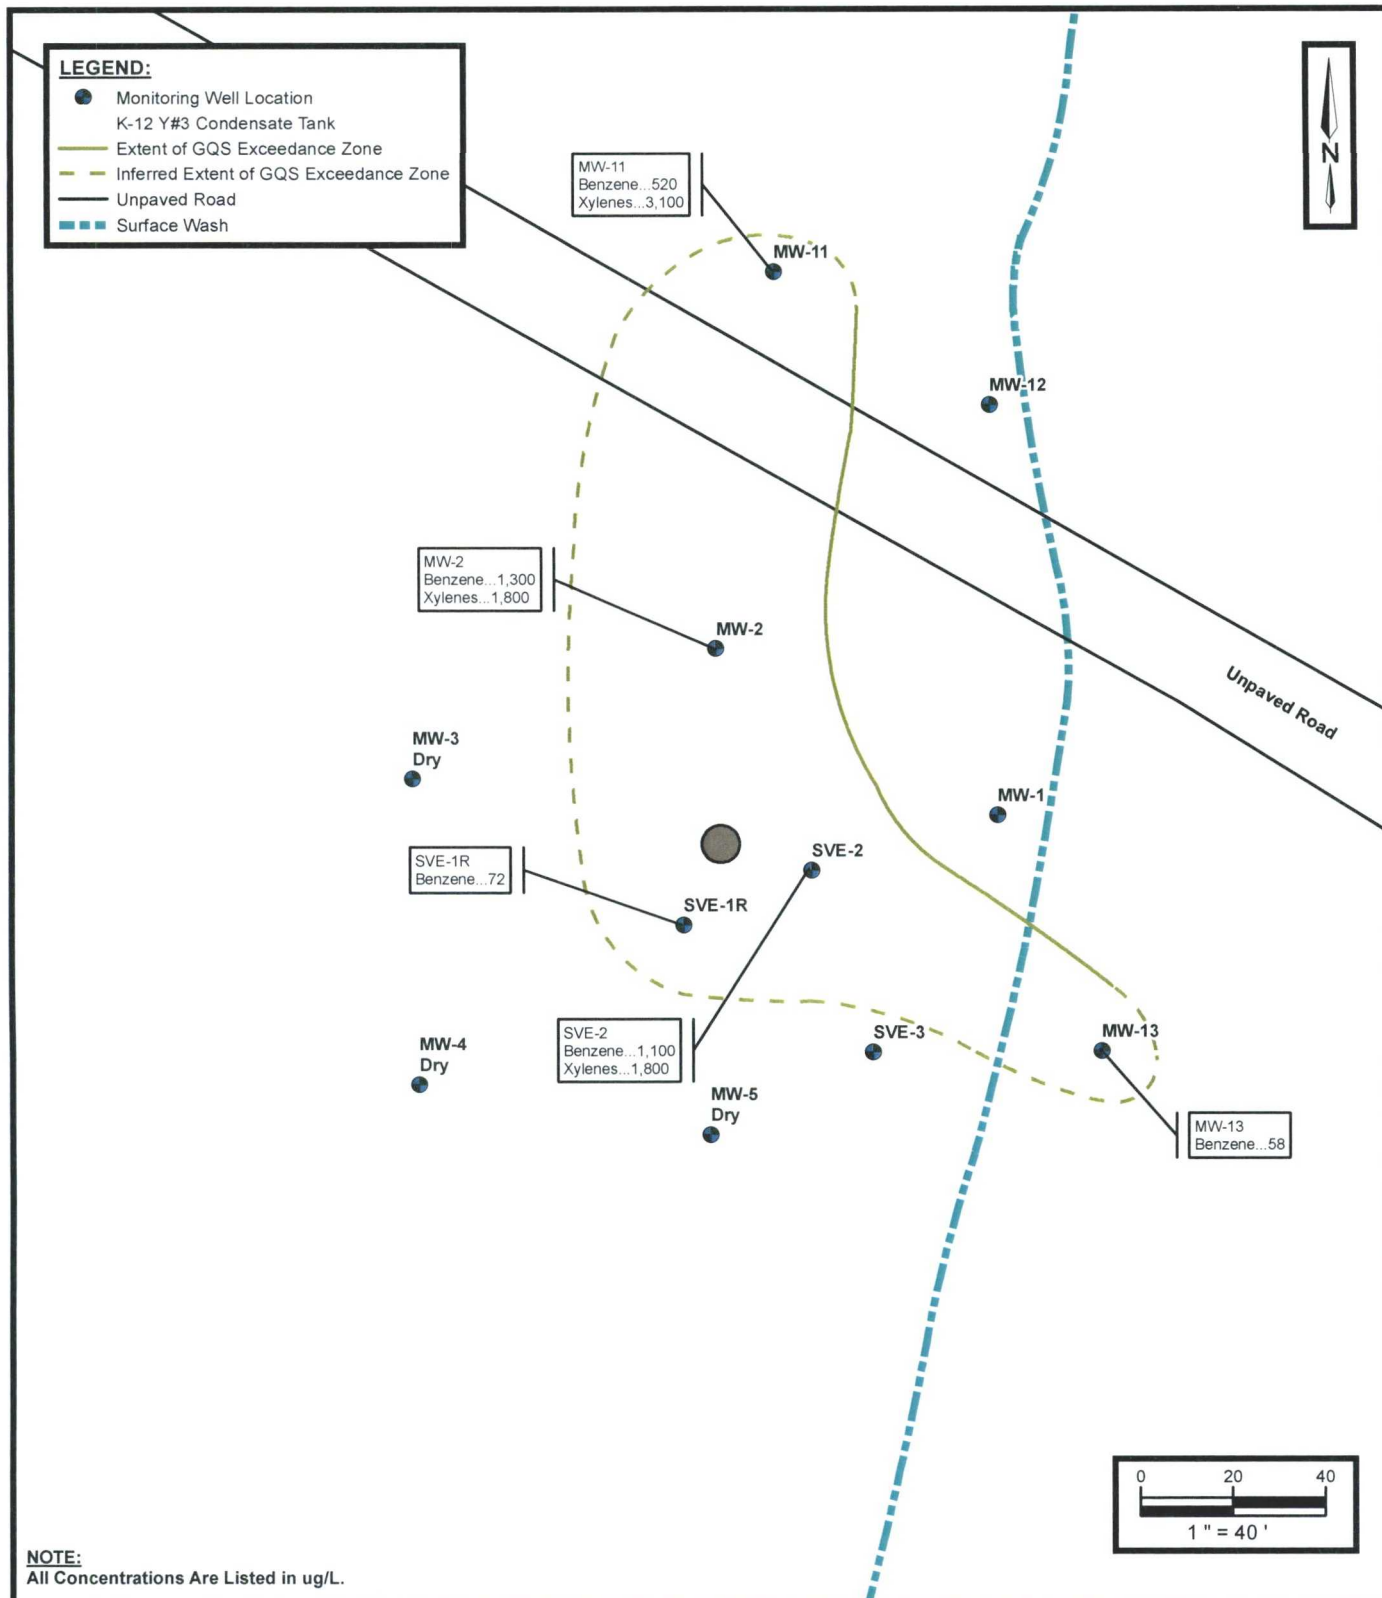 LEGEND:
Monitoring Well Location
K-12 Y#3 Condensate Tank
Extent of GQS Exceedance Zone
Inferred Extent of GQS Exceedance Zone
Unpaved Road
Surface Wash
N
MW-11
Benzene...520
Xylenes...3,100
MW-11
MW-12
MW-2
Benzene...1,300
Xylenes...1,800
MW-2
Unpaved Road
MW-3
Dry
MW-1
SVE-2
SVE-1R
Benzene...72
SVE-1R
SVE-2
Benzene...1,100
Xylenes...1,800
SVE-3
MW-13
MW-4
Dry
MW-5
Dry
MW-13
Benzene...58
0 20 40
1 " = 40 '
NOTE:
All Concentrations Are Listed in ug/L.